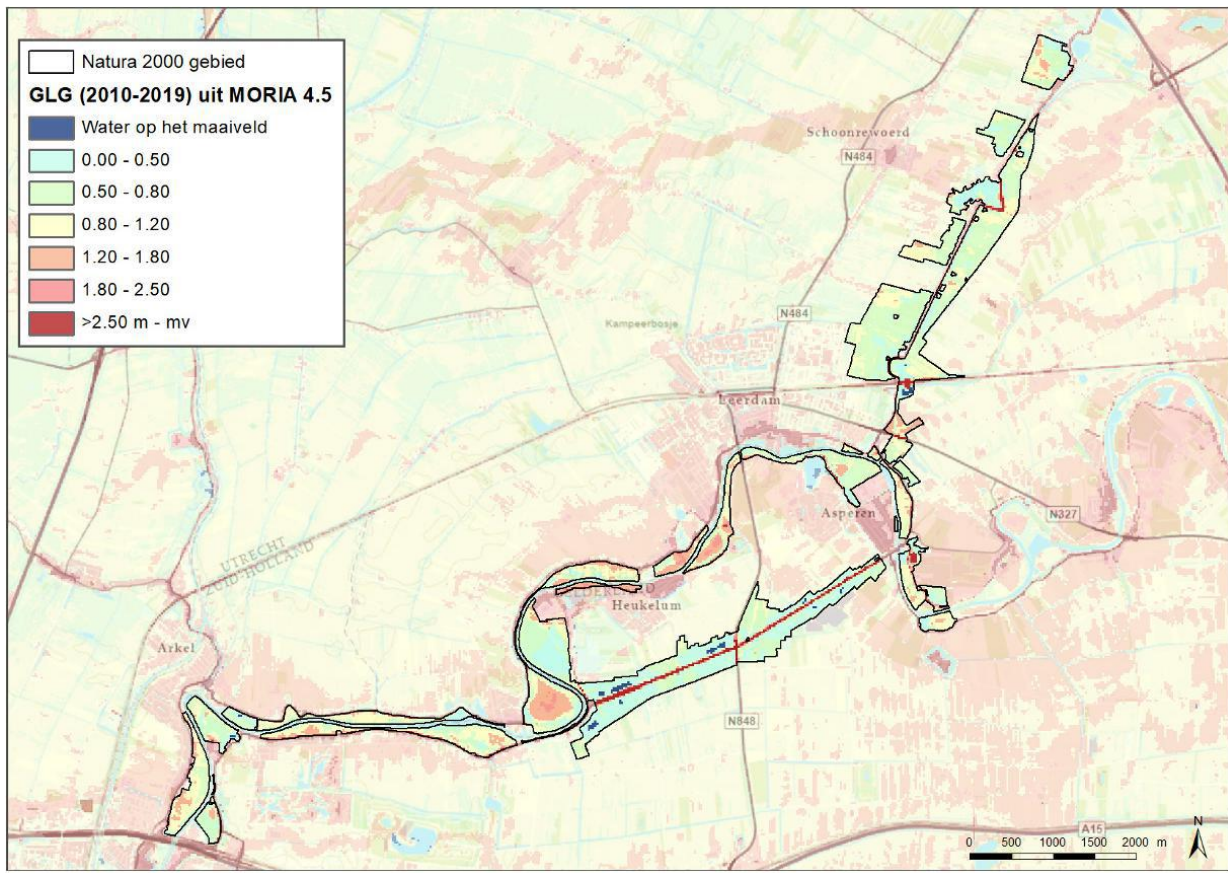 Natura 2000 gebied
GLG (2010-2019) uit MORIA 4.5
Water op het maaiveld
0.00 - 0.50
0.50 - 0.80
0.80 - 1.20
1.20 - 1.80
1.80 - 2.50
>2.50 m - mv
Schoonrewoerd
N484
N484
Kampeerbosje
Leerdam
Asperen
N327
UTRECHT
ZUID-HOLLAND
Heukelum
Arkel
N848
A15
N
0 500 1000 1500 2000 m